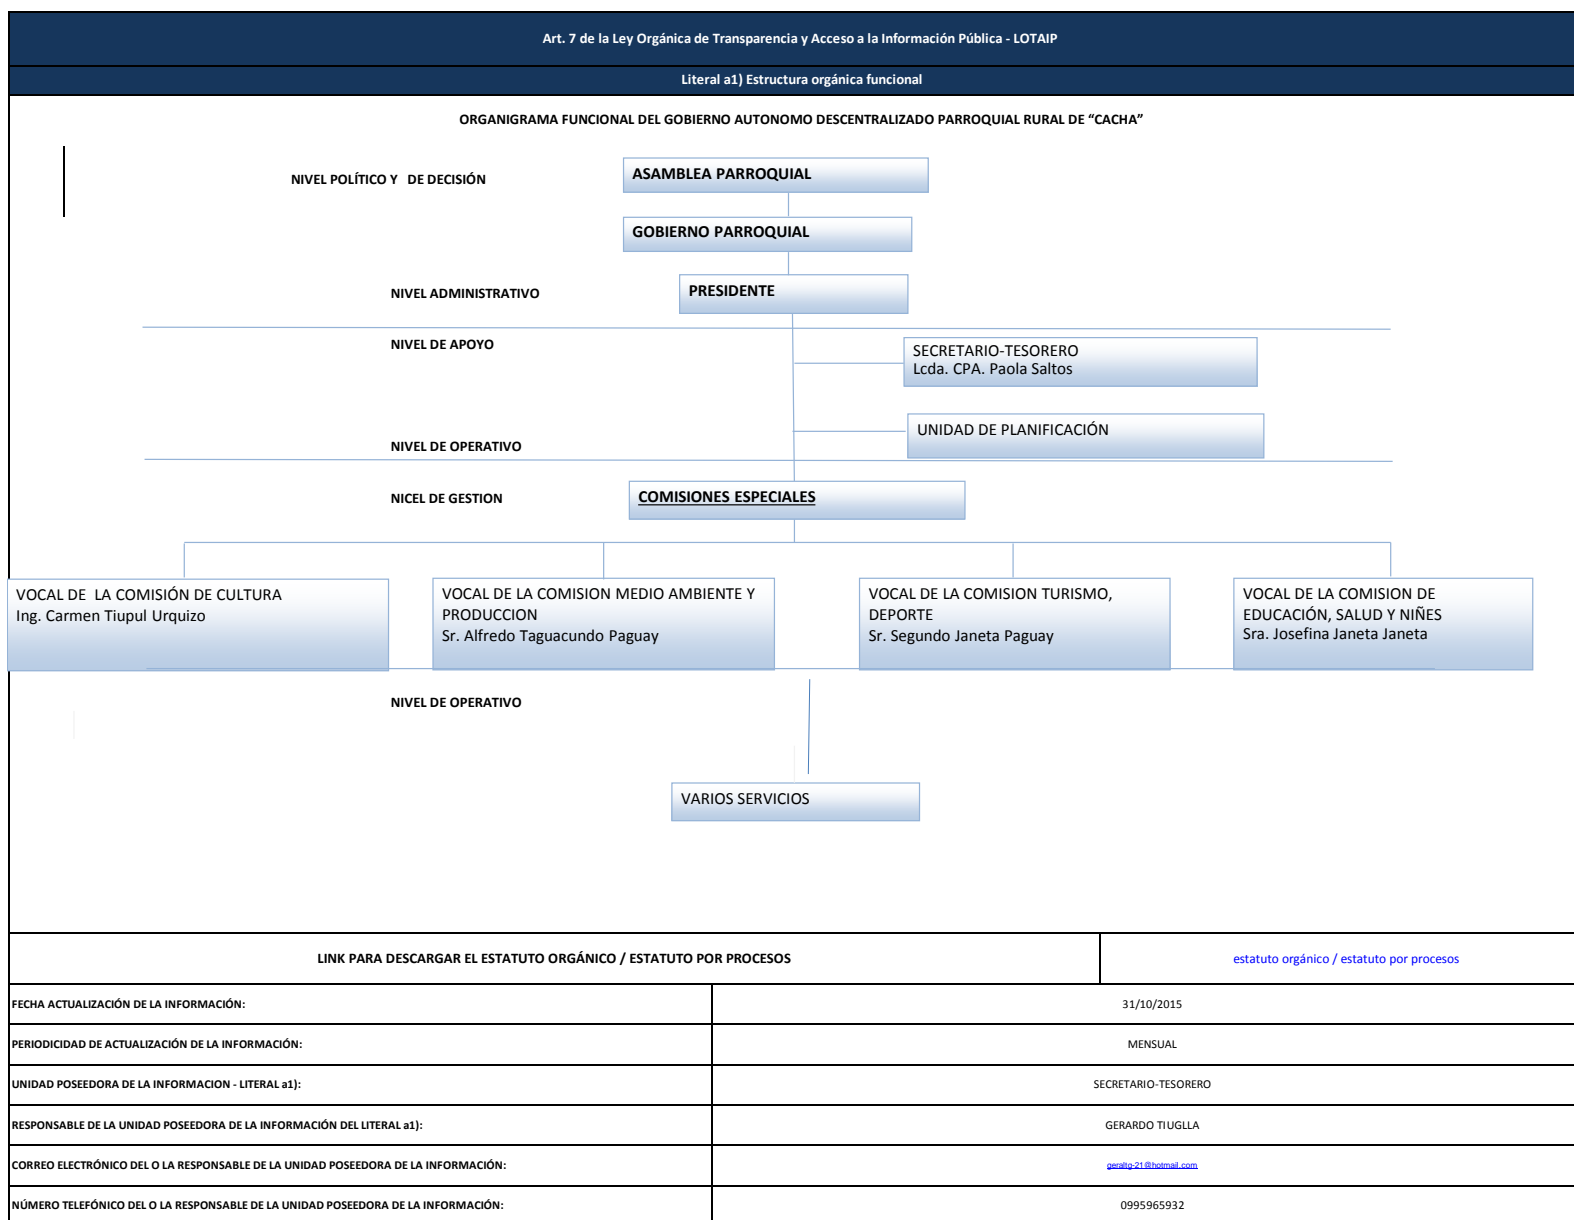 Art. 7 de la Ley Orgánica de Transparencia y Acceso a la Información Pública - LOTAIP
Literal a1) Estructura orgánica funcional
ORGANIGRAMA FUNCIONAL DEL GOBIERNO AUTONOMO DESCENTRALIZADO PARROQUIAL RURAL DE “CACHA”
NIVEL POLÍTICO Y DE DECISIÓN
ASAMBLEA PARROQUIAL
GOBIERNO PARROQUIAL
NIVEL ADMINISTRATIVO
PRESIDENTE
NIVEL DE APOYO
SECRETARIO-TESORERO
Lcda. CPA. Paola Saltos
UNIDAD DE PLANIFICACIÓN
NIVEL DE OPERATIVO
NICEL DE GESTION
COMISIONES ESPECIALES
VOCAL DE LA COMISIÓN DE CULTURA
Ing. Carmen Tiupul Urquizo
VOCAL DE LA COMISION MEDIO AMBIENTE Y
PRODUCCION
Sr. Alfredo Taguacundo Paguay
VOCAL DE LA COMISION TURISMO,
DEPORTE
Sr. Segundo Janeta Paguay
VOCAL DE LA COMISION DE
EDUCACIÓN, SALUD Y NIÑES
Sra. Josefina Janeta Janeta
NIVEL DE OPERATIVO
VARIOS SERVICIOS
LINK PARA DESCARGAR EL ESTATUTO ORGÁNICO / ESTATUTO POR PROCESOS
estatuto orgánico / estatuto por procesos
FECHA ACTUALIZACIÓN DE LA INFORMACIÓN:
31/10/2015
PERIODICIDAD DE ACTUALIZACIÓN DE LA INFORMACIÓN:
MENSUAL
UNIDAD POSEEDORA DE LA INFORMACION - LITERAL a1):
SECRETARIO-TESORERO
RESPONSABLE DE LA UNIDAD POSEEDORA DE LA INFORMACIÓN DEL LITERAL a1):
GERARDO TIUGLLA
CORREO ELECTRÓNICO DEL O LA RESPONSABLE DE LA UNIDAD POSEEDORA DE LA INFORMACIÓN:
geraltg-21@hotmail.com
NÚMERO TELEFÓNICO DEL O LA RESPONSABLE DE LA UNIDAD POSEEDORA DE LA INFORMACIÓN:
0995965932